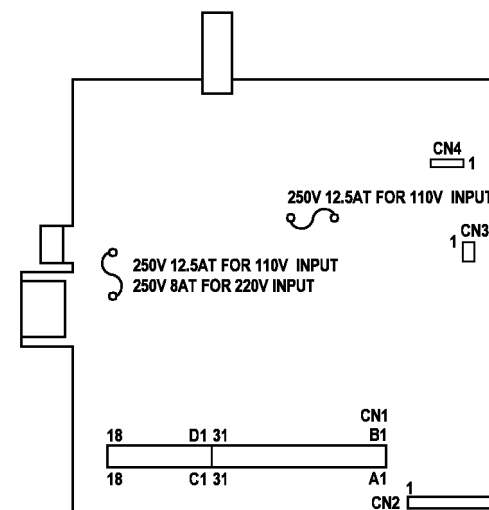 CN4
1
250V 12.5AT FOR 110V INPUT
CN3
1
250V 12.5AT FOR 110V INPUT
250V 8AT FOR 220V INPUT
CN1
18 D1 31 B1
18 C1 31 A1
1
CN2